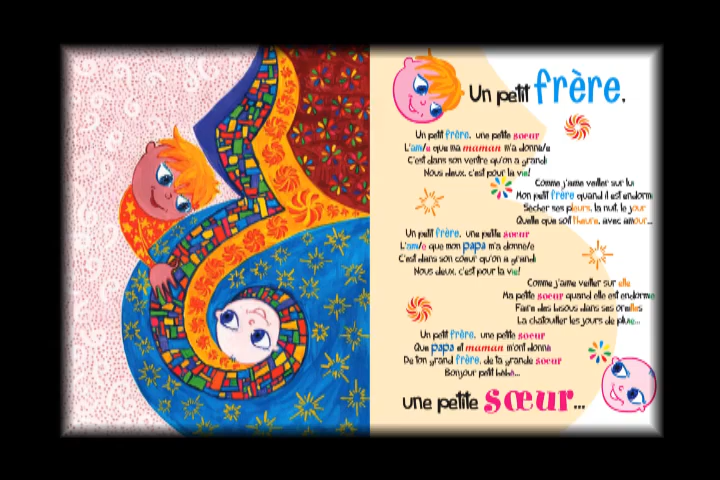 Un petit frère,
Un petit frère, une petite soeur
L'ami/e que ma maman m'a donné/e
C'est dans son ventre qu'on a grandi
Nous deux, c'est pour la vie!
Comme j'aime veiller sur lui
Mon petit frère quand il est endormi
Sécher ses pleurs, la nuit, le jour
Quelle que soit l'heure, avec amour...
Un petit frère, une petite soeur
L'ami/e que mon papa m'a donné/e
C'est dans son coeur qu'on a grandi
Nous deux, c'est pour la vie!
Comme j'aime veiller sur elle
Ma petite soeur quand elle est endormie
Faire des bisous dans ses oreilles
La chatouiller les jours de pluie...
Un petit frère, une petite soeur
Que papa et maman m'ont donné
De ton grand frère, de ta grande soeur
Bonjour petit bébé...
une petite sœur...